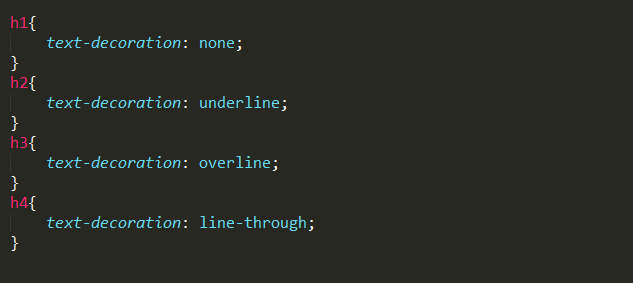 h1{
    text-decoration: none;
}
h2{
    text-decoration: underline;
}
h3{
    text-decoration: overline;
}
h4{
    text-decoration: line-through;
}